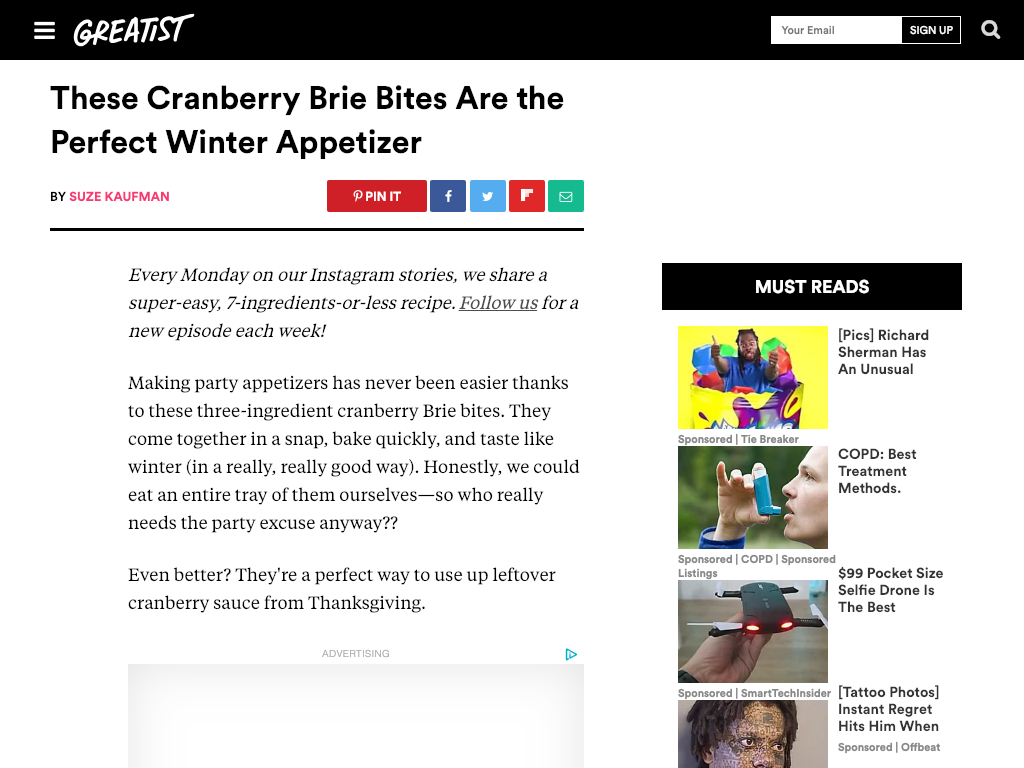 GREATIST
Your Email
SIGN UP
These Cranberry Brie Bites Are the
Perfect Winter Appetizer
BY SUZE KAUFMAN
PIN IT
Every Monday on our Instagram stories, we share a
super-easy, 7-ingredients-or-less recipe. Follow us for a
new episode each week!
Making party appetizers has never been easier thanks
to these three-ingredient cranberry Brie bites. They
come together in a snap, bake quickly, and taste like
winter (in a really, really good way). Honestly, we could
eat an entire tray of them ourselves—so who really
needs the party excuse anyway??
Even better? They're a perfect way to use up leftover
cranberry sauce from Thanksgiving.
ADVERTISING
MUST READS
[Pics] Richard
Sherman Has
An Unusual
Sponsored | Tie Breaker
COPD: Best
Treatment
Methods.
Sponsored | COPD | Sponsored
Listings
$99 Pocket Size
Selfie Drone Is
The Best
Sponsored | SmartTechInsider
[Tattoo Photos]
Instant Regret
Hits Him When
Sponsored | Offbeat